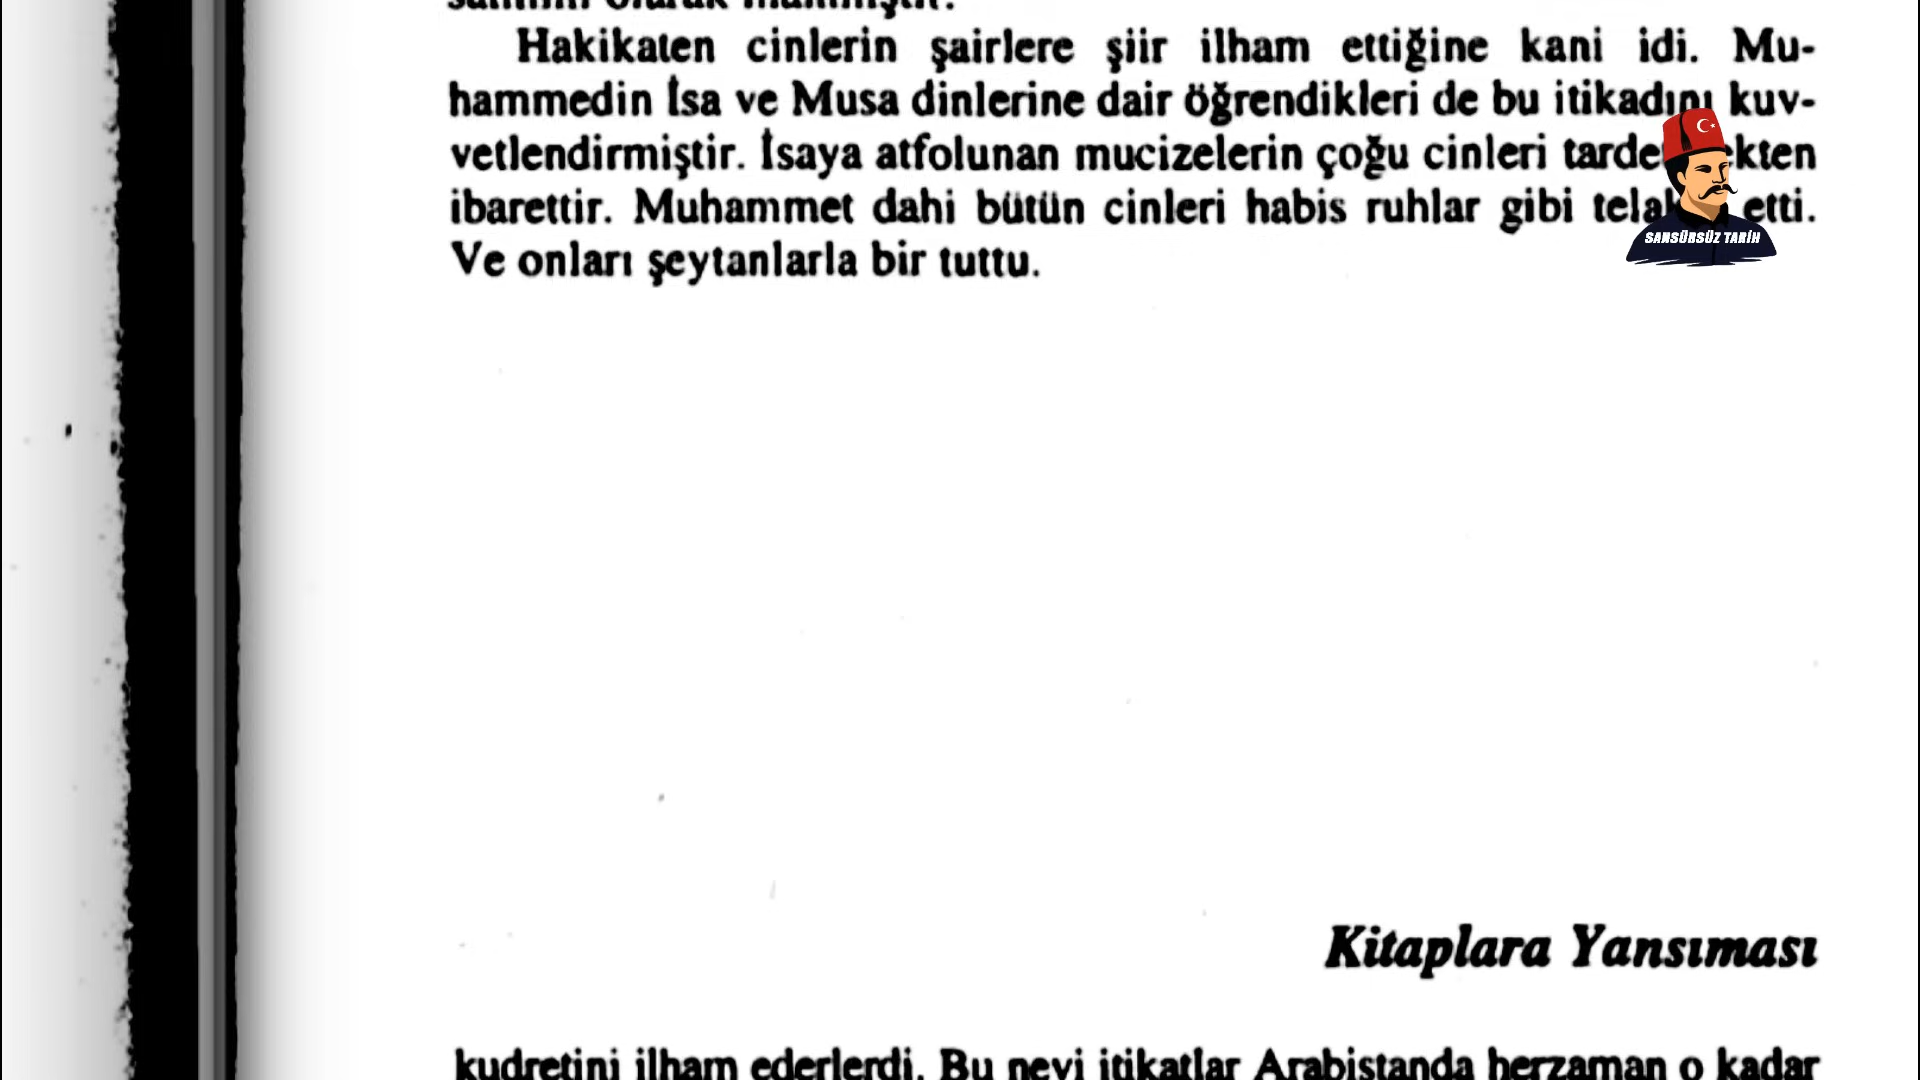 Hakikaten cinlerin şairlere şiir ilham ettiğine kani idi. Mu-
hammedin İsa ve Musa dinlerine dair öğrendikleri de bu itikadını kuv-
vetlendirmiştir. İsaya atfolunan mucizelerin çoğu cinleri
ibarettir. Muhammet dahi bütün cinleri habis ruhlar gibi etti.
Ve onları şeytanlarla bir tuttu.
SANSÜRSÜZ TARİH
Kitaplara Yansıması
kudretini ilham ederlerdi. Bu nevi itikatlar Arabistanda herzaman o kadar